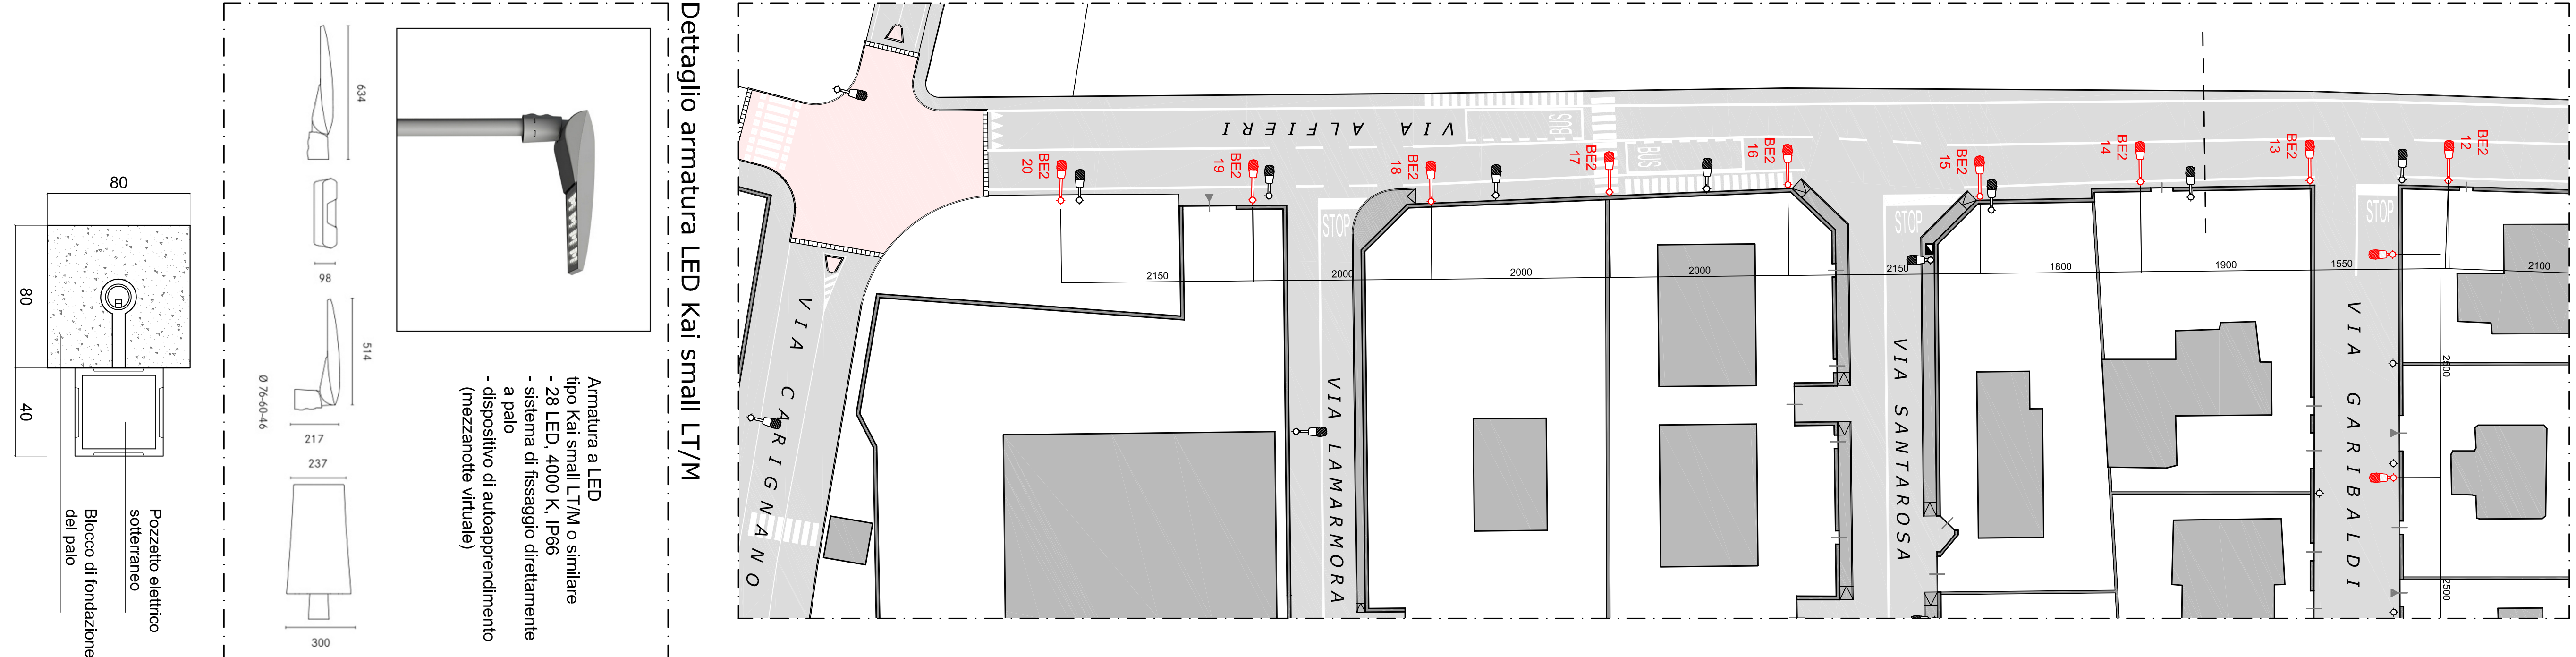 Dettaglio armatura LED Kai small LT/M
Armatura a LED
tipo Kai small LT/M o similare
- 28 LED, 4000 K, IP66
- sistema di fissaggio direttamente
a palo
- dispositivo di autoapprendimento
(mezzanotte virtuale)
634
98
514
Ø 76-60-46
217
237
300
80
80
40
Pozzetto elettrico
sotterraneo
Blocco di fondazione
del palo
VIA ALFIERI
BUS
BUS
BE2
20
BE2
19
BE2
18
BE2
17
BE2
16
BE2
15
BE2
14
BE2
13
BE2
12
STOP
STOP
STOP
2150
2000
2000
2000
2150
1800
1900
1550
2100
2500
2500
VIA CARIGNANO
VIA LAMARMORA
VIA SANTAROSA
VIA GARIBALDI